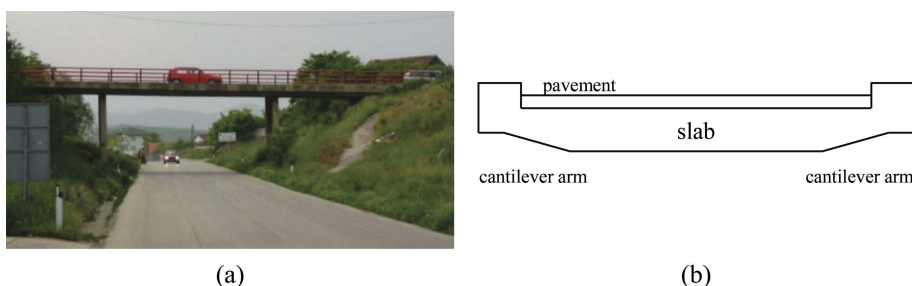 pavement
slab
cantilever arm
cantilever arm
(a)
(b)